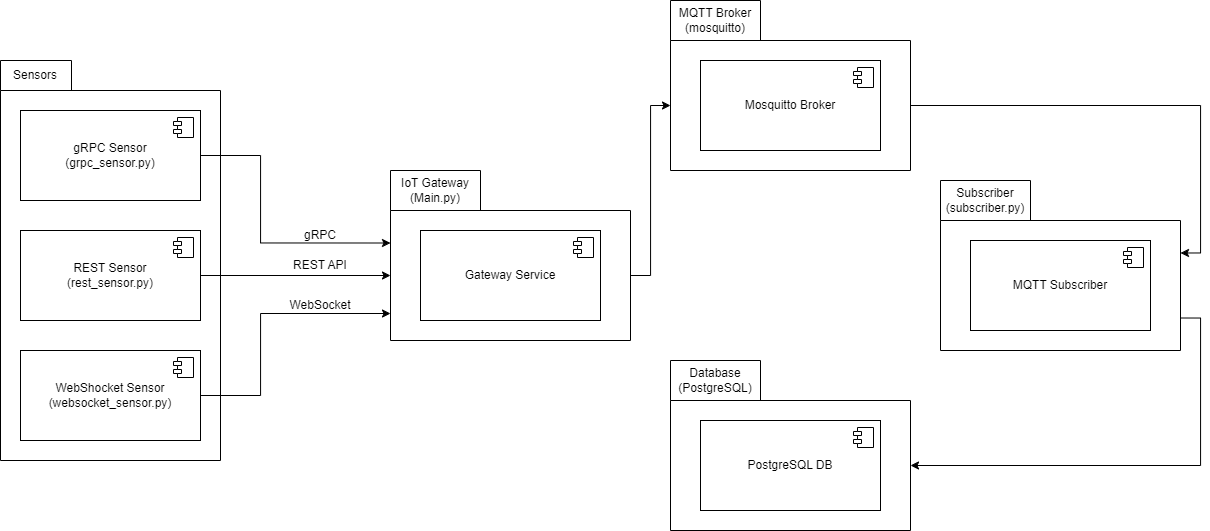 Sensors
gRPC Sensor
(grpc_sensor.py)
REST Sensor
(rest_sensor.py)
WebShocket Sensor
(websocket_sensor.py)
gRPC
REST API
WebSocket
IoT Gateway
(Main.py)
Gateway Service
MQTT Broker
(mosquitto)
Mosquitto Broker
Subscriber
(subscriber.py)
MQTT Subscriber
Database
(PostgreSQL)
PostgreSQL DB